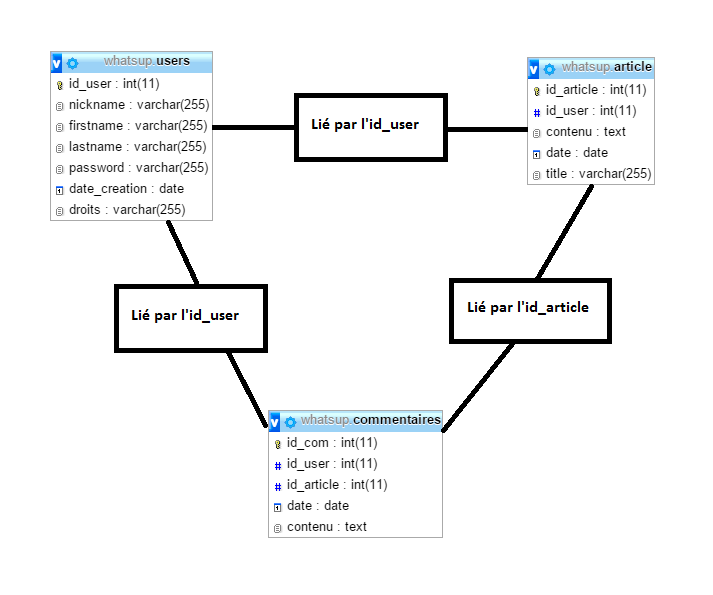 whatsup.users
id_user : int(11)
nickname : varchar(255)
firstname : varchar(255)
lastname : varchar(255)
password : varchar(255)
date_creation : date
droits : varchar(255)
Lié par l'id_user
whatsup.article
id_article : int(11)
id_user : int(11)
contenu : text
date : date
title : varchar(255)
Lié par l'id_user
Lié par l'id_article
whatsup.commentaires
id_com : int(11)
id_user : int(11)
id_article : int(11)
date : date
contenu : text